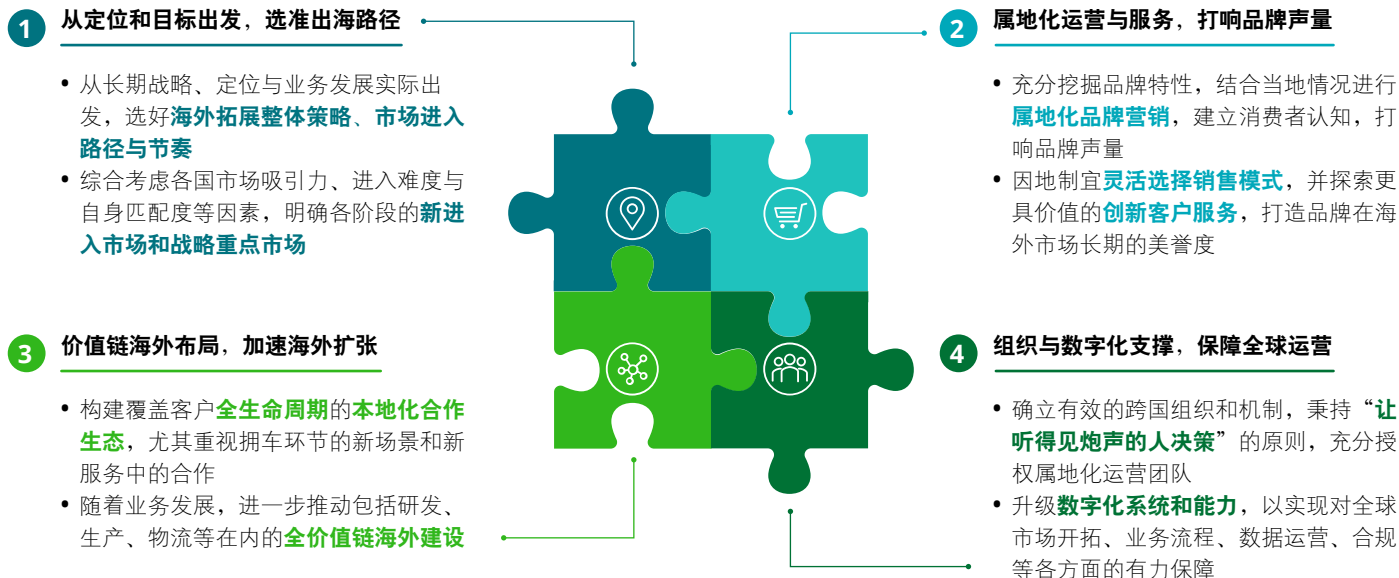 1
从定位和目标出发，选准出海路径
• 从长期战略、定位与业务发展实际出
发，选好海外拓展整体策略、市场进入
路径与节奏
• 综合考虑各国市场吸引力、进入难度与
自身匹配度等因素，明确各阶段的新进
入市场和战略重点市场
2
属地化运营与服务，打响品牌声量
• 充分挖掘品牌特性，结合当地情况进行
属地化品牌营销，建立消费者认知，打
响品牌声量
• 因地制宜灵活选择销售模式，并探索更
具价值的创新客户服务，打造品牌在海
外市场长期的美誉度
3
价值链海外布局，加速海外扩张
• 构建覆盖客户全生命周期的本地化合作
生态，尤其重视拥车环节的新场景和新
服务中的合作
• 随着业务发展，进一步推动包括研发、
生产、物流等在内的全价值链海外建设
4
组织与数字化支撑，保障全球运营
• 确立有效的跨国组织和机制，秉持“让
听得见炮声的人决策”的原则，充分授
权属地化运营团队
• 升级数字化系统和能力，以实现对全球
市场开拓、业务流程、数据运营、合规
等各方面的有力保障